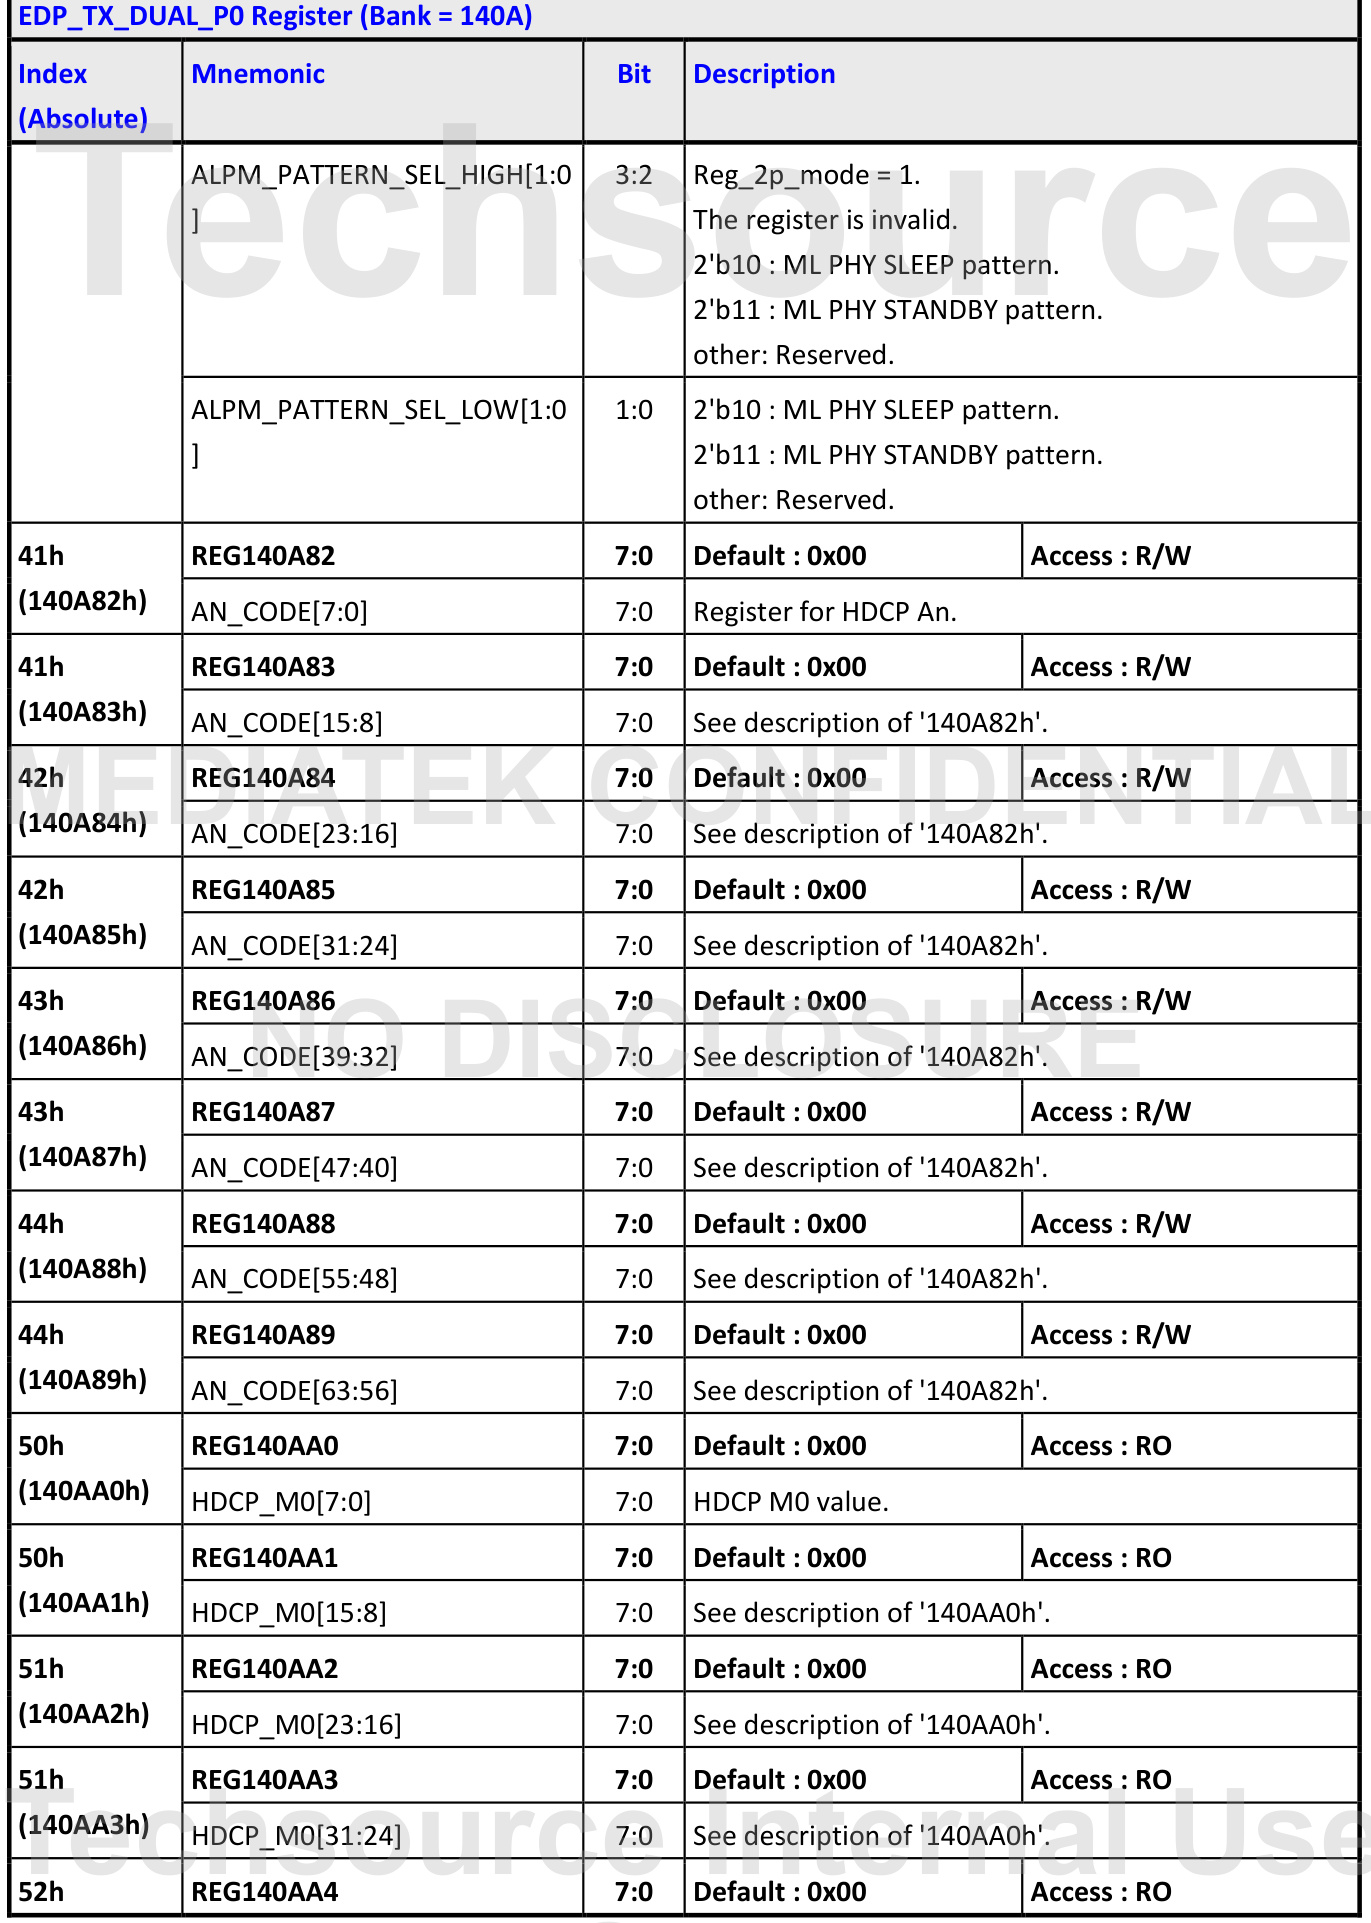 EDP_TX_DUAL_P0 Register (Bank = 140A)
Index Mnemonic Bit Description
(Absolute)
ALPM_PATTERN_SEL_HIGH[1:0 3:2 Reg_2p_mode = 1.
] The register is invalid.
2'b10 : ML PHY SLEEP pattern.
2'b11 : ML PHY STANDBY pattern.
other: Reserved.
ALPM_PATTERN_SEL_LOW[1:0 1:0 2'b10 : ML PHY SLEEP pattern.
] 2'b11 : ML PHY STANDBY pattern.
other: Reserved.
41h REG140A82 7:0 Default : 0x00 Access : R/W
(140A82h) AN_CODE[7:0] 7:0 Register for HDCP An.
41h REG140A83 7:0 Default : 0x00 Access : R/W
(140A83h) AN_CODE[15:8] 7:0 See description of '140A82h'.
42h REG140A84 7:0 Default : 0x00 Access : R/W
(140A84h) AN_CODE[23:16] 7:0 See description of '140A82h'.
42h REG140A85 7:0 Default : 0x00 Access : R/W
(140A85h) AN_CODE[31:24] 7:0 See description of '140A82h'.
43h REG140A86 7:0 Default : 0x00 Access : R/W
(140A86h) AN_CODE[39:32] 7:0 See description of '140A82h'.
43h REG140A87 7:0 Default : 0x00 Access : R/W
(140A87h) AN_CODE[47:40] 7:0 See description of '140A82h'.
44h REG140A88 7:0 Default : 0x00 Access : R/W
(140A88h) AN_CODE[55:48] 7:0 See description of '140A82h'.
44h REG140A89 7:0 Default : 0x00 Access : R/W
(140A89h) AN_CODE[63:56] 7:0 See description of '140A82h'.
50h REG140AA0 7:0 Default : 0x00 Access : RO
(140AA0h) HDCP_M0[7:0] 7:0 HDCP M0 value.
50h REG140AA1 7:0 Default : 0x00 Access : RO
(140AA1h) HDCP_M0[15:8] 7:0 See description of '140AA0h'.
51h REG140AA2 7:0 Default : 0x00 Access : RO
(140AA2h) HDCP_M0[23:16] 7:0 See description of '140AA0h'.
51h REG140AA3 7:0 Default : 0x00 Access : RO
(140AA3h) HDCP_M0[31:24] 7:0 See description of '140AA0h'.
52h REG140AA4 7:0 Default : 0x00 Access : RO
Techsource
MEDIATEK CONFIDENTIAL
NO DISCLOSURE
Techsource Internal Use